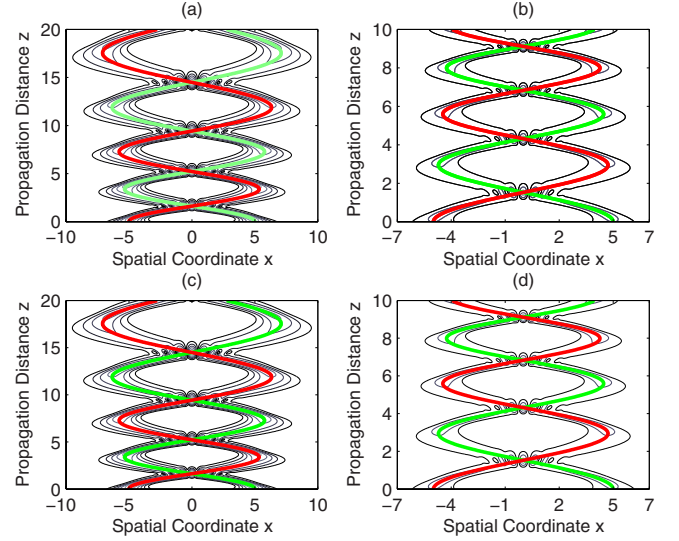 (a)
20
15
10
5
0
Propagation Distance z
−10 −5 0 5 10
Spatial Coordinate x
(b)
10
8
6
4
2
0
Propagation Distance z
−7 −4 −1 2 5 7
Spatial Coordinate x
(c)
20
15
10
5
0
Propagation Distance z
−10 −5 0 5 10
Spatial Coordinate x
(d)
10
8
6
4
2
0
Propagation Distance z
−7 −4 −1 2 5 7
Spatial Coordinate x